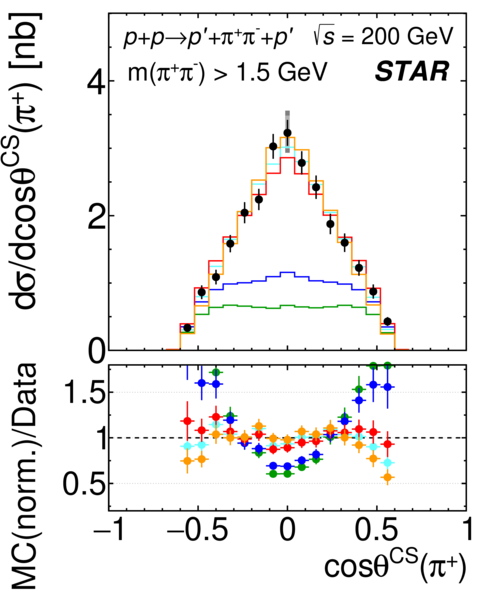 p+p→p′+π⁺π⁻+p′ √s = 200 GeV
m(π⁺π⁻) > 1.5 GeV STAR
dσ/dcosθ^CS(π⁺) [nb]
4
2
0
MC(norm.)/Data
1.5
1
0.5
−1 −0.5 0 0.5 1
cosθ^CS(π⁺)